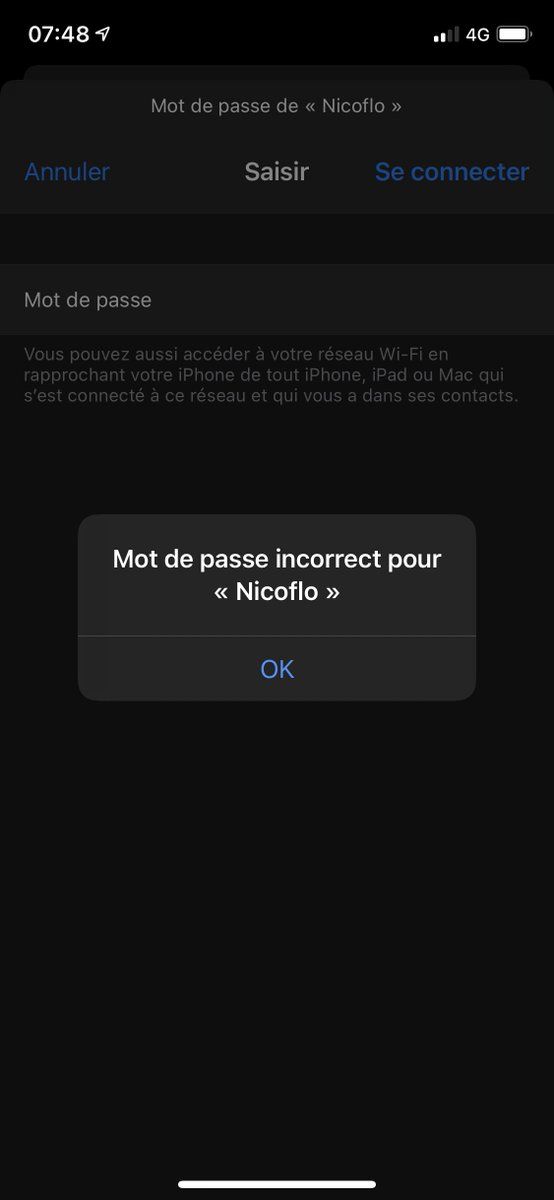 07:48
4G
Mot de passe de « Nicoflo »
Annuler
Saisir
Se connecter
Mot de passe
Vous pouvez aussi accéder à votre réseau Wi-Fi en
rapprochant votre iPhone de tout iPhone, iPad ou Mac qui
s’est connecté à ce réseau et qui vous a dans ses contacts.
Mot de passe incorrect pour
« Nicoflo »
OK